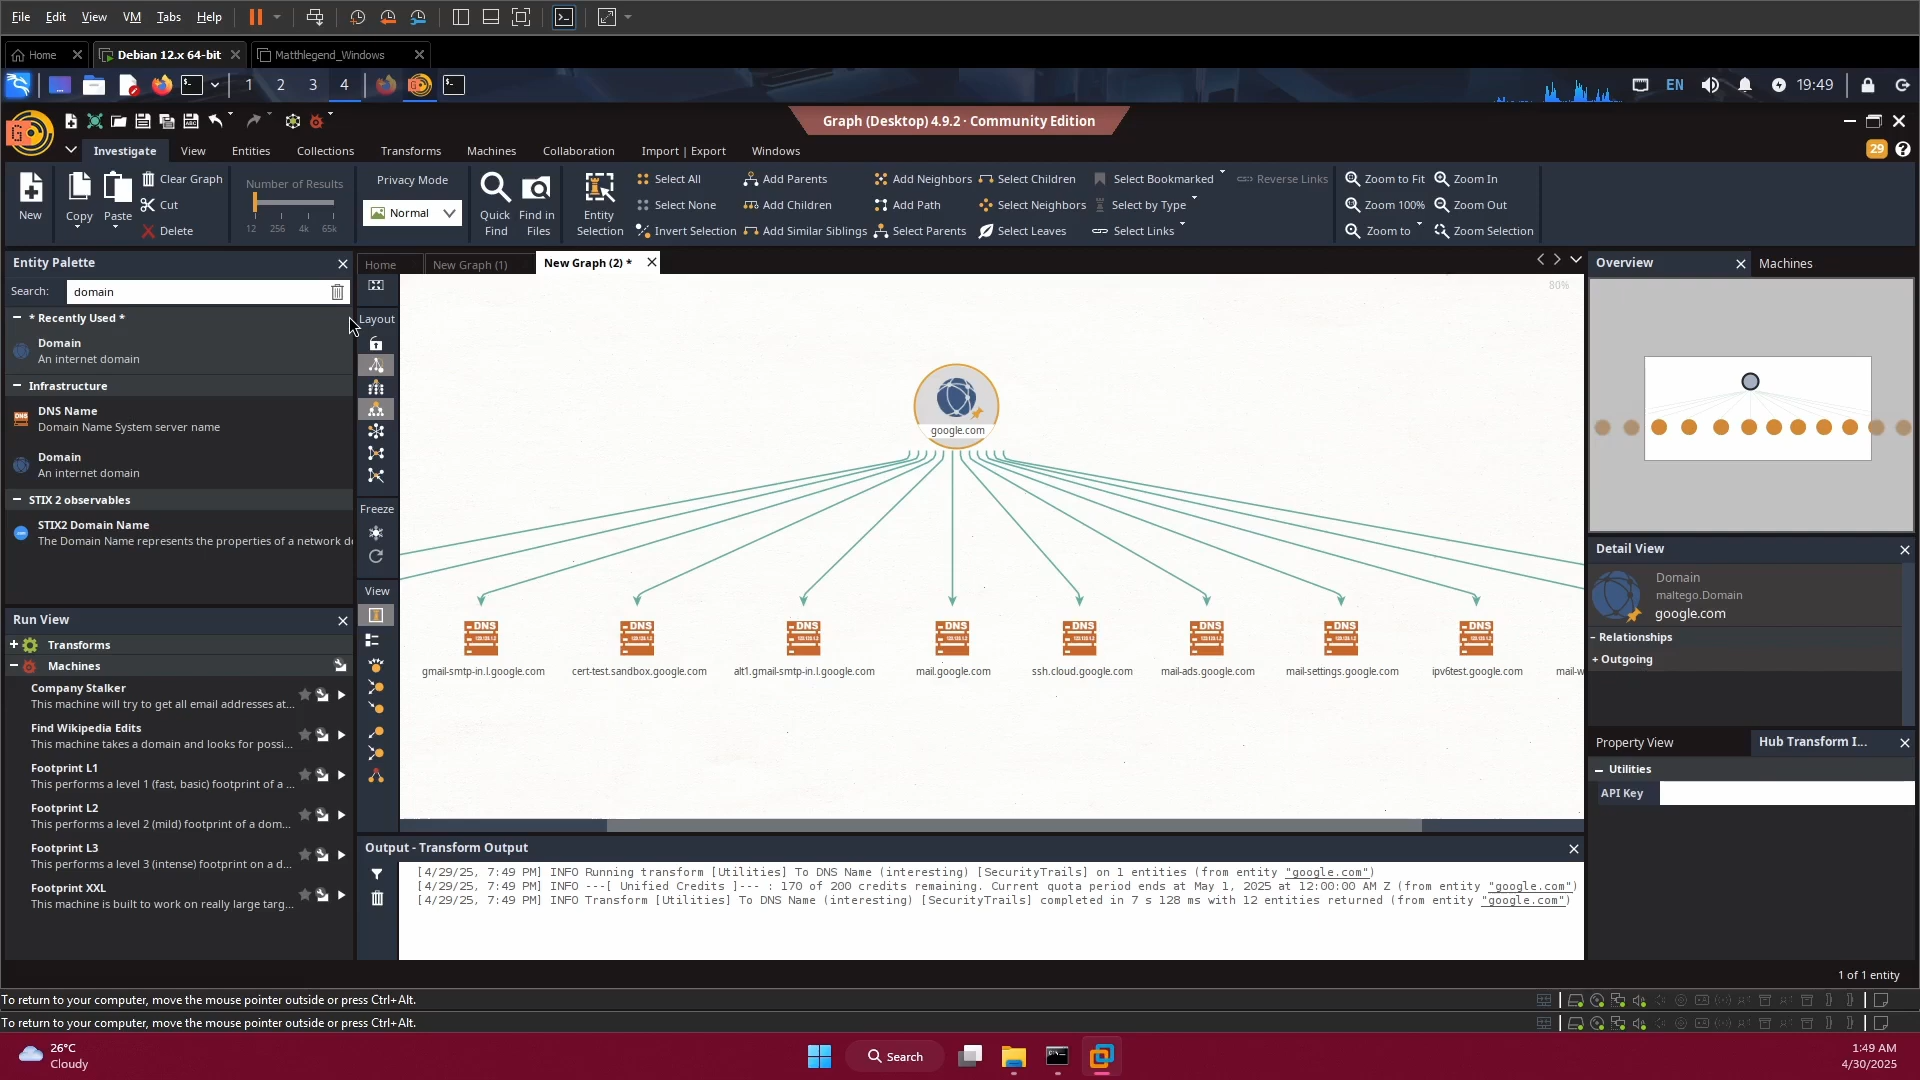 File Edit View VM Tabs Help
Home
Debian 12.x 64-bit
Matthlegend_Windows
1 2 3 4
EN
19:49
Graph (Desktop) 4.9.2 · Community Edition
Investigate View Entities Collections Transforms Machines Collaboration Import | Export Windows
29
New
Copy
Paste
Clear Graph
Cut
Delete
Number of Results
12 256 4k 65k
Privacy Mode
Normal
Quick Find
Find in Files
Entity Selection
Select All
Select None
Invert Selection
Add Parents
Add Children
Add Similar Siblings
Add Neighbors
Add Path
Select Parents
Select Children
Select Neighbors
Select Leaves
Select Bookmarked
Select by Type
Select Links
Reverse Links
Zoom to Fit
Zoom 100%
Zoom to
Zoom In
Zoom Out
Zoom Selection
Entity Palette
Search: domain
* Recently Used *
Domain
An internet domain
Infrastructure
DNS Name
Domain Name System server name
Domain
An internet domain
STIX 2 observables
STIX2 Domain Name
The Domain Name represents the properties of a network d
Run View
Transforms
Machines
Company Stalker
This machine will try to get all email addresses at...
Find Wikipedia Edits
This machine takes a domain and looks for possi...
Footprint L1
This performs a level 1 (fast, basic) footprint of a ...
Footprint L2
This performs a level 2 (mild) footprint of a dom...
Footprint L3
This performs a level 3 (intense) footprint on a d...
Footprint XXL
This machine is built to work on really large targ...
Home
New Graph (1)
New Graph (2) *
Layout
Freeze
View
80%
google.com
DNS DNS DNS DNS DNS DNS DNS DNS
gmail-smtp-in.l.google.com
cert-test.sandbox.google.com
alt1.gmail-smtp-in.l.google.com
mail.google.com
ssh.cloud.google.com
mail-ads.google.com
mail-settings.google.com
ipv6test.google.com
mail-w
Output - Transform Output
[4/29/25, 7:49 PM] INFO Running transform [Utilities] To DNS Name (interesting) [SecurityTrails] on 1 entities (from entity "google.com")
[4/29/25, 7:49 PM] INFO ---[ Unified Credits ]--- : 170 of 200 credits remaining. Current quota period ends at May 1, 2025 at 12:00:00 AM Z (from entity "google.com")
[4/29/25, 7:49 PM] INFO Transform [Utilities] To DNS Name (interesting) [SecurityTrails] completed in 7 s 128 ms with 12 entities returned (from entity "google.com")
Overview
Machines
Detail View
Domain
maltego.Domain
google.com
- Relationships
+ Outgoing
Property View
Hub Transform I...
Utilities
API Key
1 of 1 entity
To return to your computer, move the mouse pointer outside or press Ctrl+Alt.
To return to your computer, move the mouse pointer outside or press Ctrl+Alt.
26°C
Cloudy
Search
1:49 AM
4/30/2025